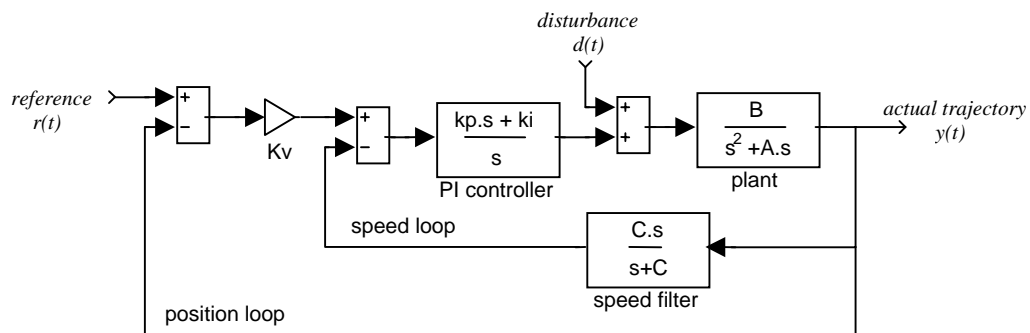 disturbance
d(t)
reference
r(t)
+
−
Kv
+
−
kp.s + ki
s
PI controller
+
+
B
s² +A.s
plant
actual trajectory
y(t)
speed loop
C.s
s+C
speed filter
position loop